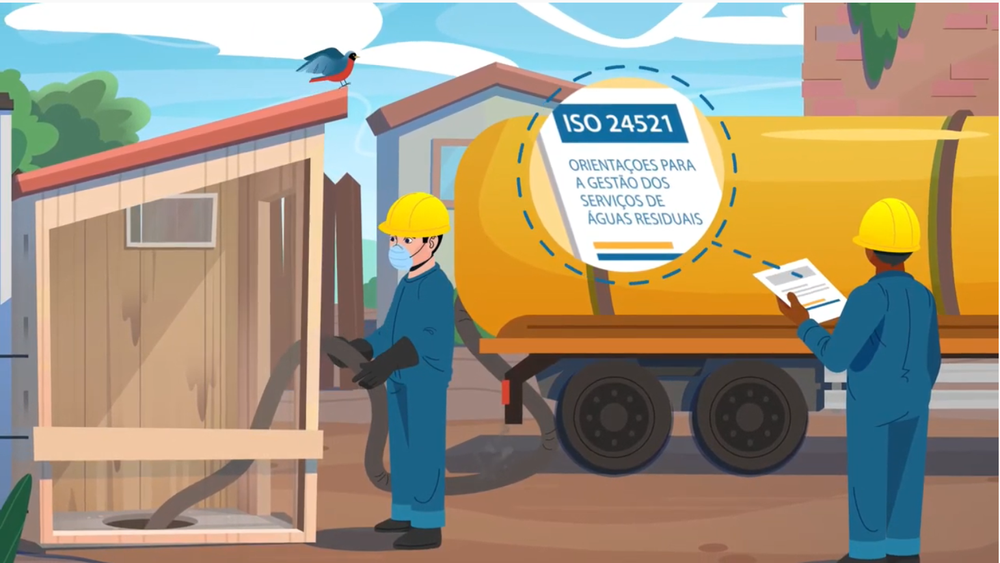 ISO 24521
ORIENTAÇOES PARA
A GESTÃO DOS
SERVIÇOS DE
ÁGUAS RESIDUAIS